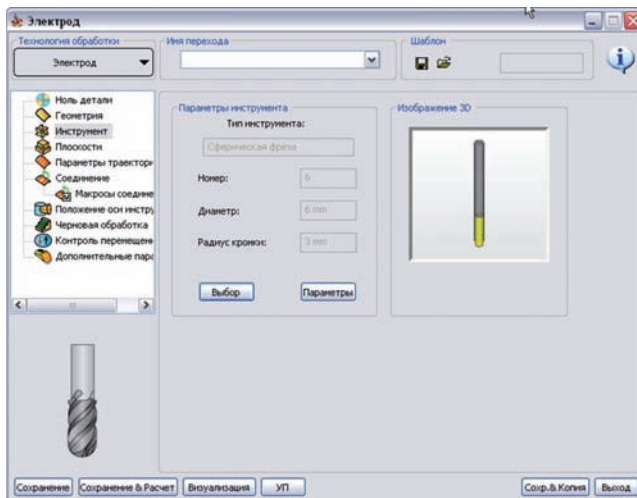 Электрод
Технология обработки
Электрод
Имя перехода
Шаблон
Ноль детали
Геометрия
Инструмент
Плоскости
Параметры траектори
Соединение
Макросы соедине
Положение оси инстру
Черновая обработка
Контроль перемещен
Дополнительные пара
Параметры инструмента
Тип инструмента:
Сферическая фреза
Номер: 6
Диаметр: 6 mm
Радиус кромки: 3 mm
Выбор Параметры
Изображение 3D
Сохранение Сохранение & Расчет Визуализация УП Сохр.& Копия Выход